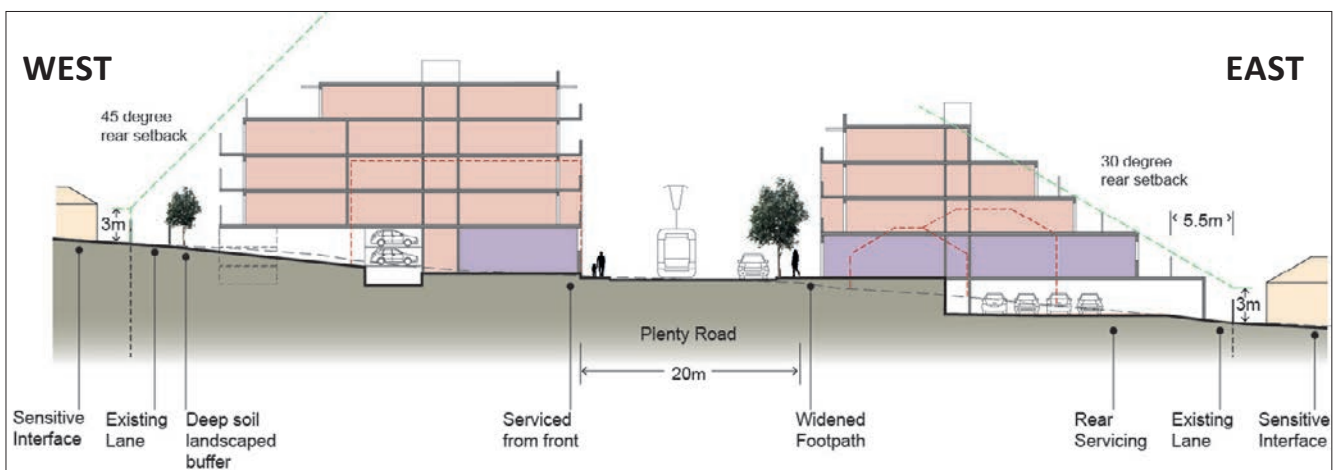 WEST
EAST
45 degree
rear setback
30 degree
rear setback
3m
5.5m
3m
Plenty Road
20m
Sensitive
Interface
Existing
Lane
Deep soil
landscaped
buffer
Serviced
from front
Widened
Footpath
Rear
Servicing
Existing
Lane
Sensitive
Interface